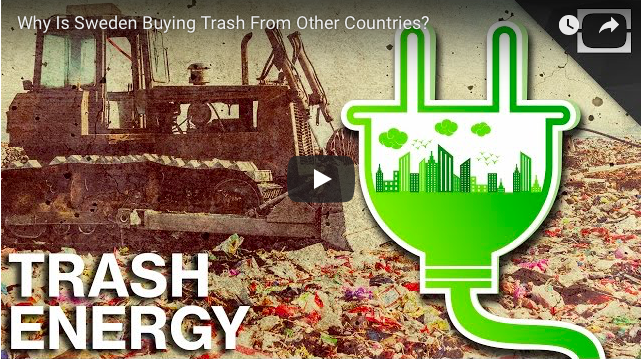 Why Is Sweden Buying Trash From Other Countries?
TRASH
ENERGY